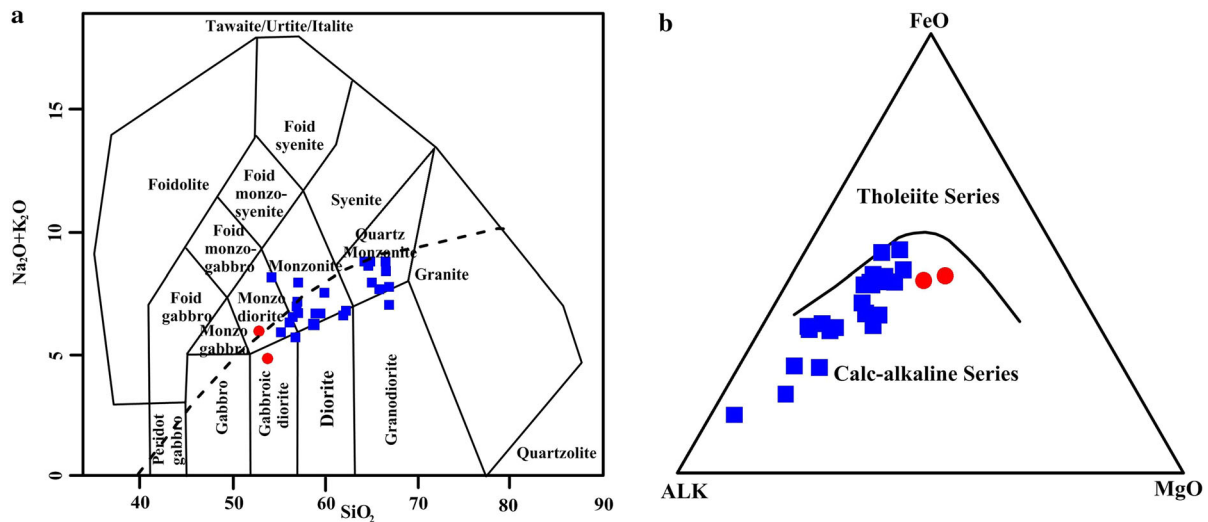 a
Tawaite/Urtite/Italite
Foid
syenite
Foidolite
Foid
monzo-
syenite
Syenite
Foid
monzo-
gabbro
Monzonite
Quartz
Monzonite
Granite
Foid
gabbro
Monzo
diorite
Monzo
gabbro
Peridot
gabbro
Gabbro
Gabbroic
diorite
Diorite
Granodiorite
Quartzolite
Na₂O+K₂O
0
5
10
15
40
50
60
70
80
90
SiO₂
b
FeO
Tholeiite Series
Calc-alkaline Series
ALK
MgO